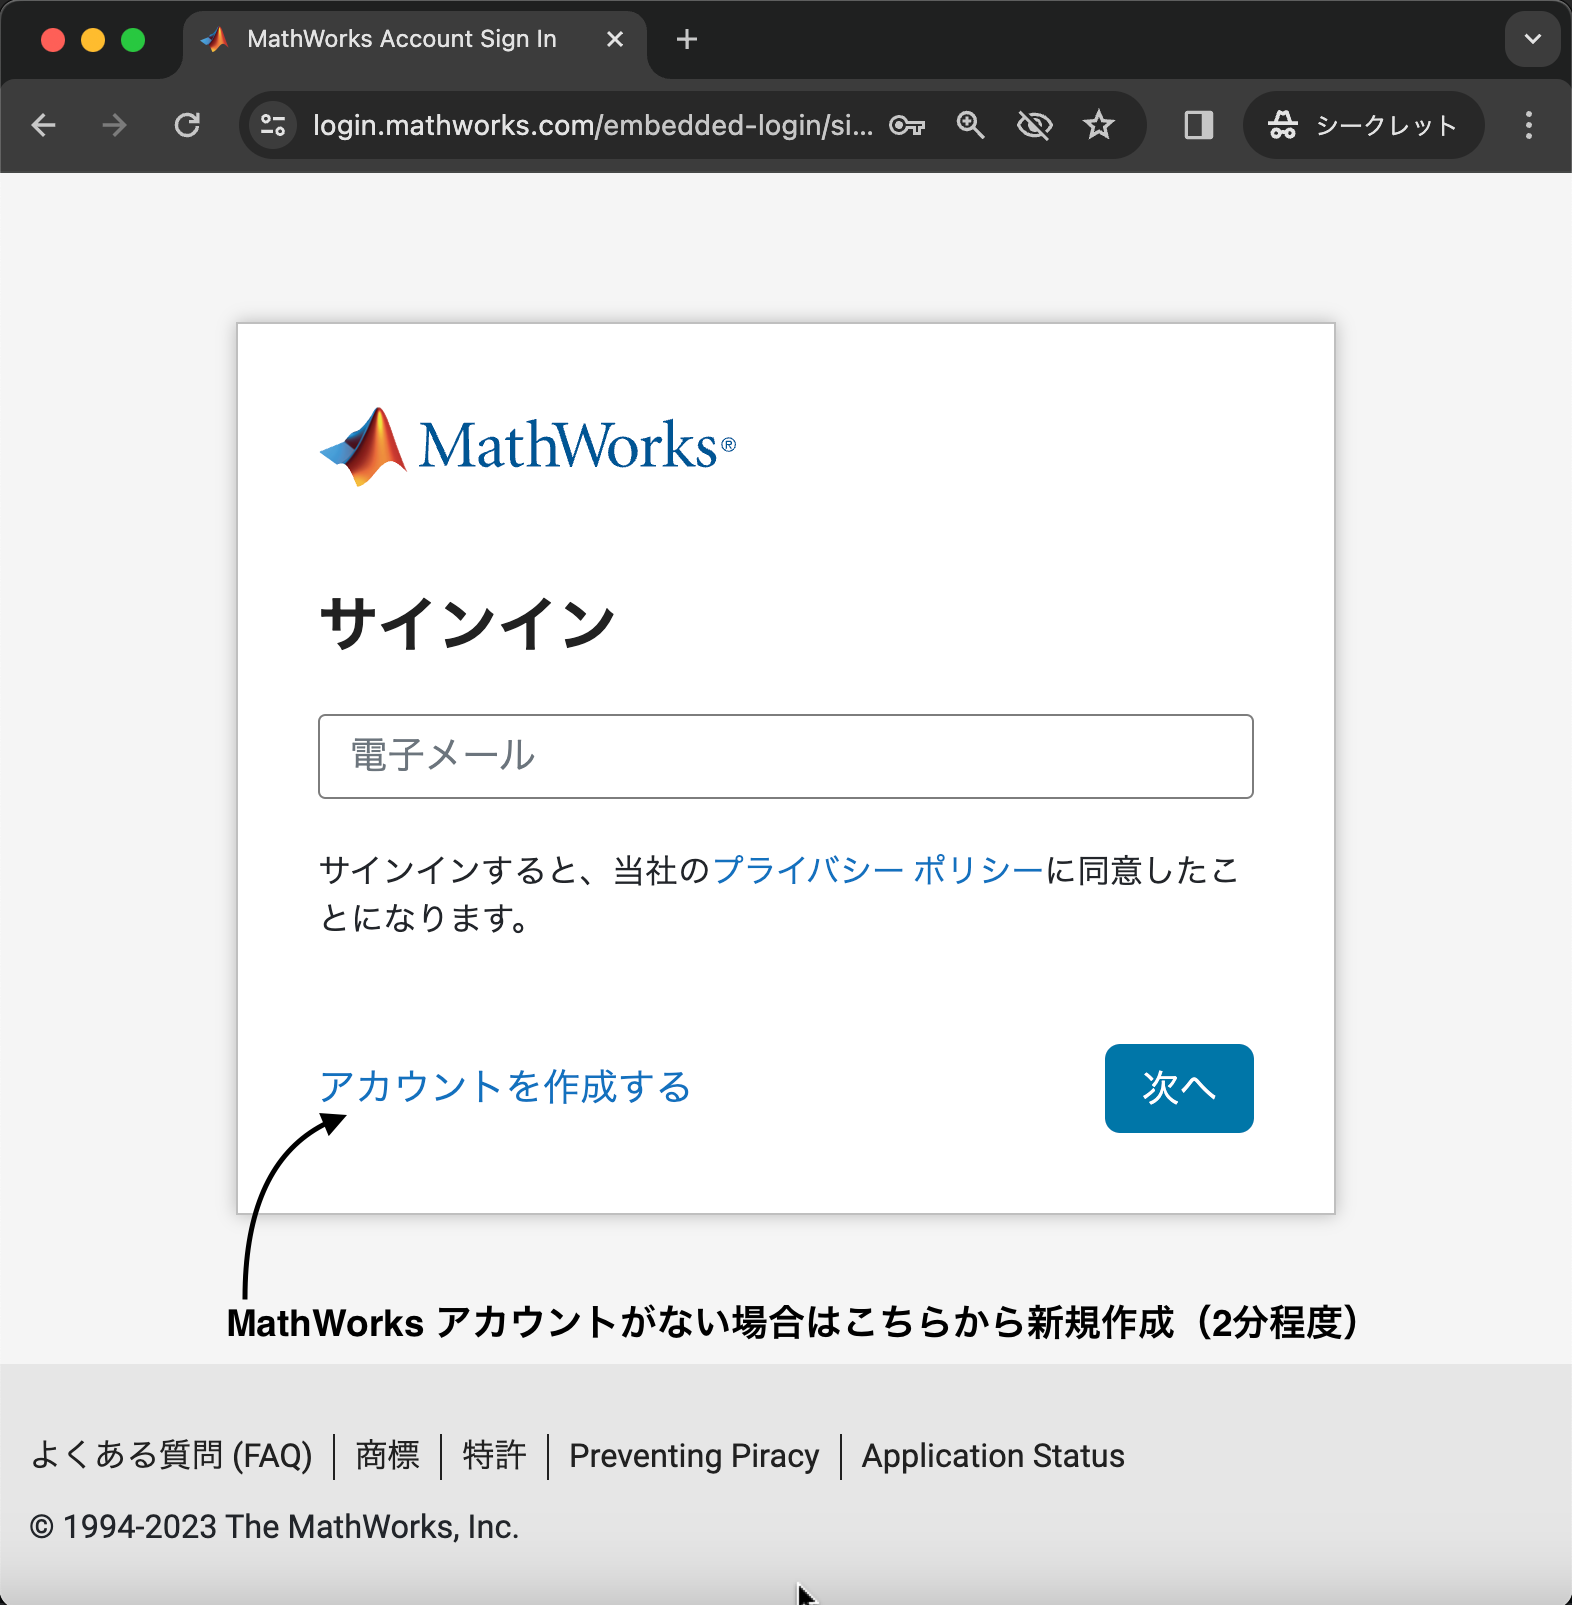 MathWorks Account Sign In
login.mathworks.com/embedded-login/si...
シークレット
MathWorks®
サインイン
電子メール
サインインすると、当社のプライバシー ポリシーに同意したこ
とになります。
アカウントを作成する
次へ
MathWorks アカウントがない場合はこちらから新規作成（2分程度）
よくある質問 (FAQ) | 商標 | 特許 | Preventing Piracy | Application Status
© 1994-2023 The MathWorks, Inc.